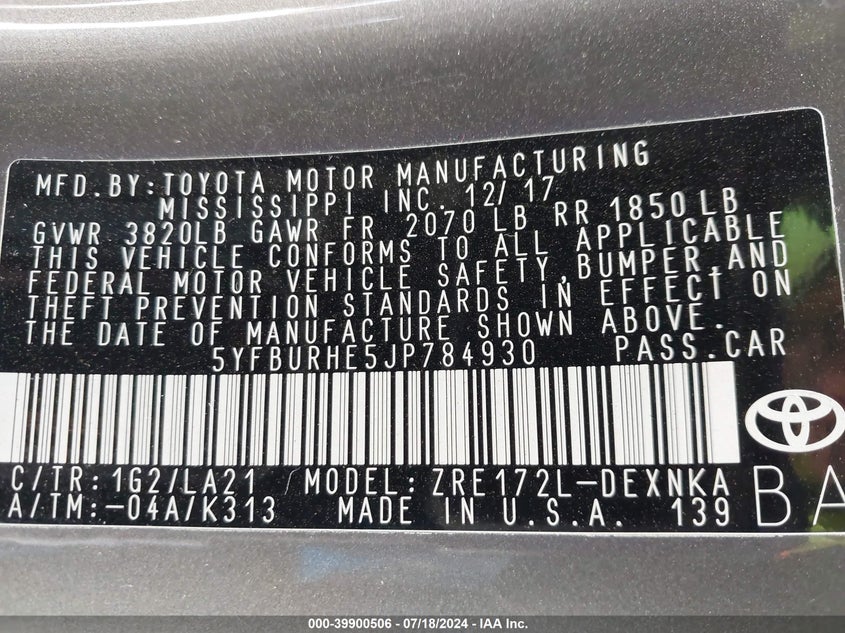 MFD.BY:TOYOTA MOTOR MANUFACTURING
MISSISSIPPI INC. 12/17
GVWR 3820LB GAWR FR 2070 LB RR 1850 LB
THIS VEHICLE CONFORMS TO ALL APPLICABLE
FEDERAL MOTOR VEHICLE SAFETY,BUMPER,AND
THEFT PREVENTION STANDARDS IN EFFECT ON
THE DATE OF MANUFACTURE SHOWN ABOVE.
5YFBURHE5JP784930 PASS.CAR
C/TR:1G2/LA21 MODEL:ZRE172L-DEXNKA
A/TM:-04A/K313 MADE IN U.S.A. 139 BA
000-39900506 - 07/18/2024 - IAA Inc.